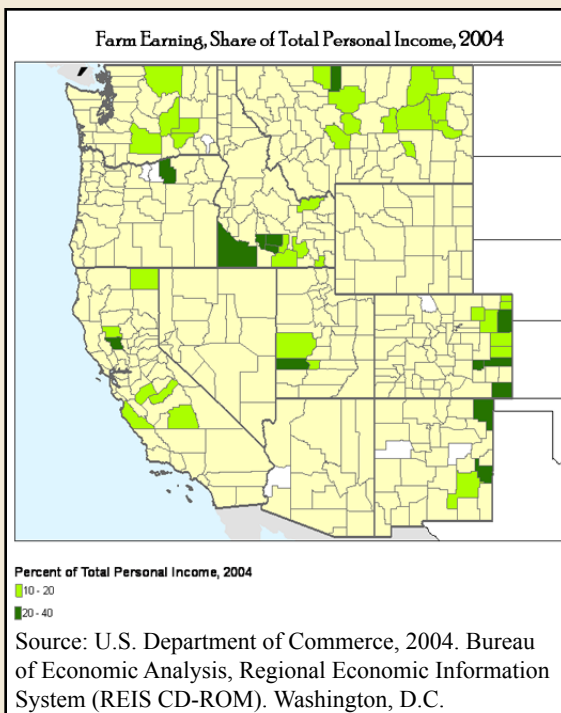 Farm Earning, Share of Total Personal Income, 2004
Percent of Total Personal Income, 2004
10 - 20
20 - 40
Source: U.S. Department of Commerce, 2004. Bureau
of Economic Analysis, Regional Economic Information
System (REIS CD-ROM). Washington, D.C.